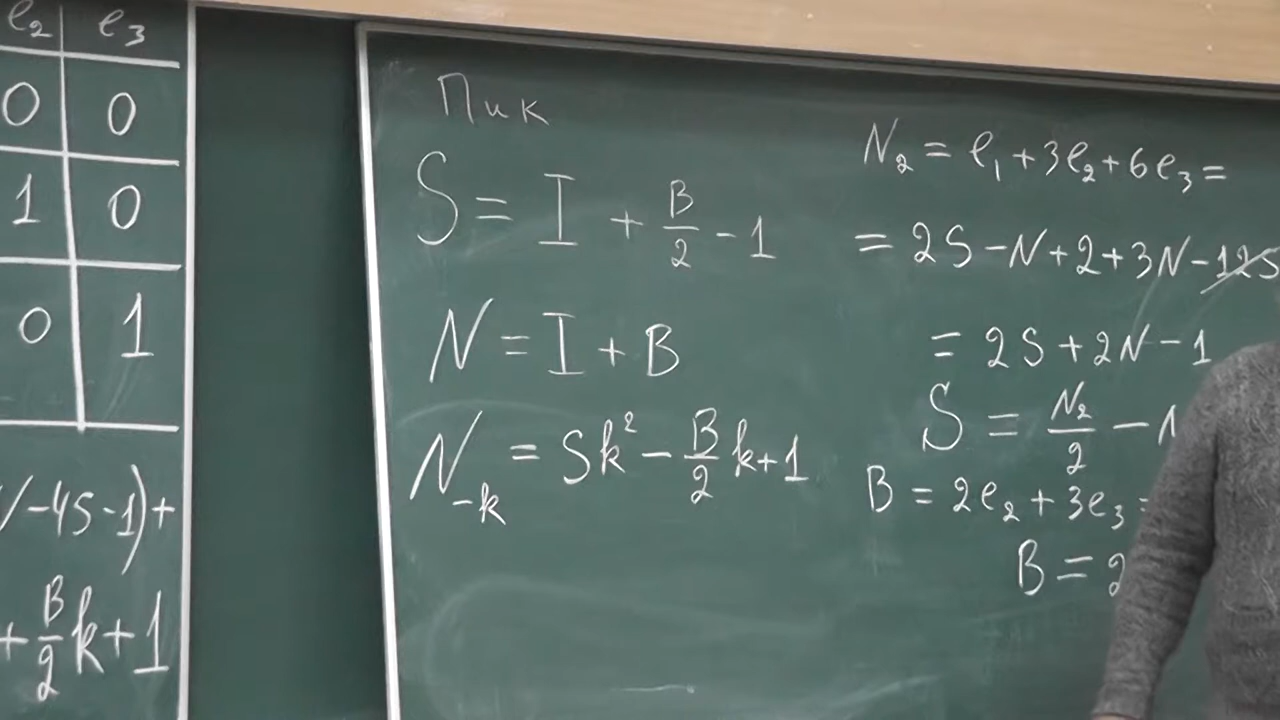 e₂ e₃
0 0
1 0
0 1
-4S-1)+
+B/2 k+1
Пик
S = I + B/2 - 1
N = I + B
N₋ₖ = Sk² - B/2 k+1
N₂ = e₁+3e₂+6e₃=
= 2S-N+2+3N-12S
= 2S+2N-1
S = N₂/2 -
B = 2e₂+3e₃=
B = 2